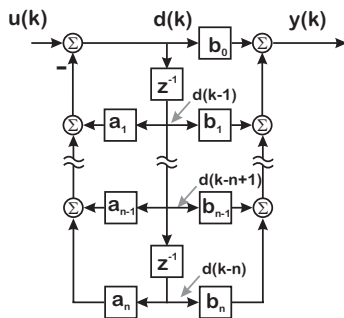 u(k) d(k) y(k)
Σ b₀ Σ
−
z⁻¹
d(k-1)
Σ a₁ b₁ Σ
d(k-n+1)
Σ aₙ₋₁ bₙ₋₁ Σ
z⁻¹
d(k-n)
aₙ bₙ